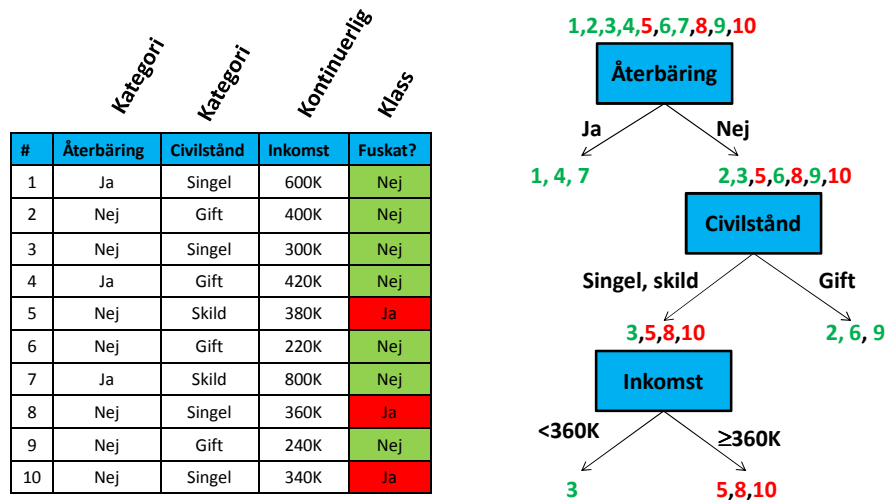 Kategori
Kategori
Kontinuerlig
Klass
# Återbäring Civilstånd Inkomst Fuskat?
1 Ja Singel 600K Nej
2 Nej Gift 400K Nej
3 Nej Singel 300K Nej
4 Ja Gift 420K Nej
5 Nej Skild 380K Ja
6 Nej Gift 220K Nej
7 Ja Skild 800K Nej
8 Nej Singel 360K Ja
9 Nej Gift 240K Nej
10 Nej Singel 340K Ja
1,2,3,4,5,6,7,8,9,10
Återbäring
Ja Nej
1, 4, 7 2,3,5,6,8,9,10
Civilstånd
Singel, skild Gift
3,5,8,10 2, 6, 9
Inkomst
<360K ≥360K
3 5,8,10